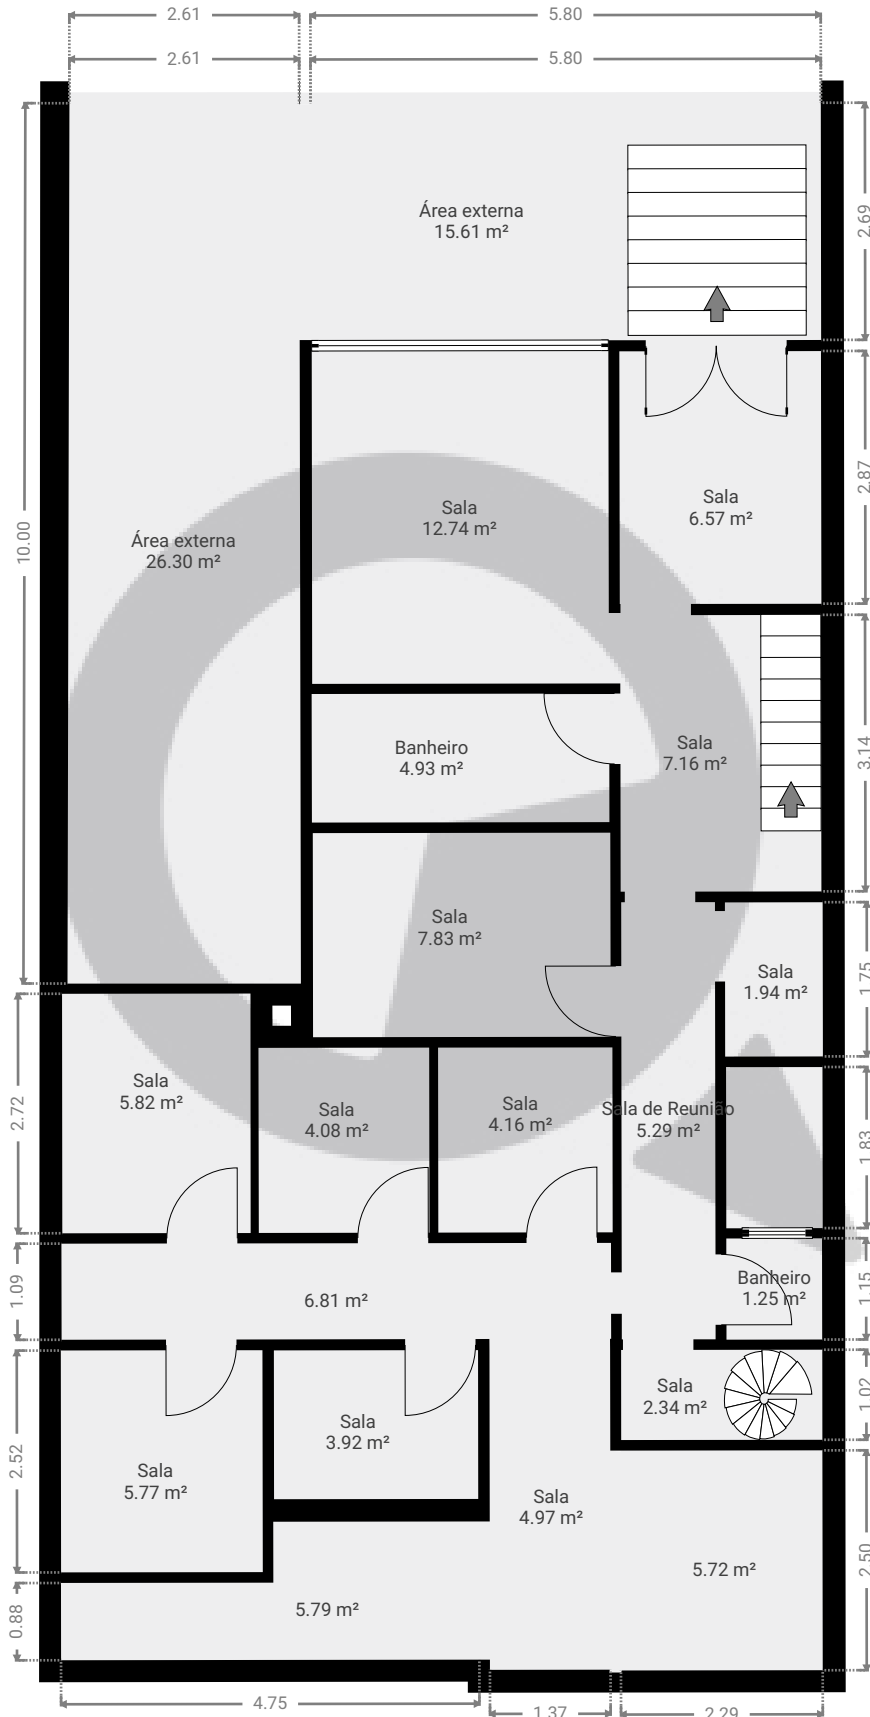 2.61
5.80
2.61
5.80
Área externa
15.61 m²
2.69
10.00
Área externa
26.30 m²
Sala
12.74 m²
Sala
6.57 m²
2.87
Banheiro
4.93 m²
Sala
7.16 m²
3.14
Sala
7.83 m²
Sala
1.94 m²
1.75
2.72
Sala
5.82 m²
Sala
4.08 m²
Sala
4.16 m²
Sala de Reunião
5.29 m²
1.83
1.09
6.81 m²
Banheiro
1.25 m²
1.15
Sala
2.34 m²
1.02
2.52
Sala
5.77 m²
Sala
3.92 m²
Sala
4.97 m²
5.72 m²
2.50
0.88
5.79 m²
4.75
1.37
2.29